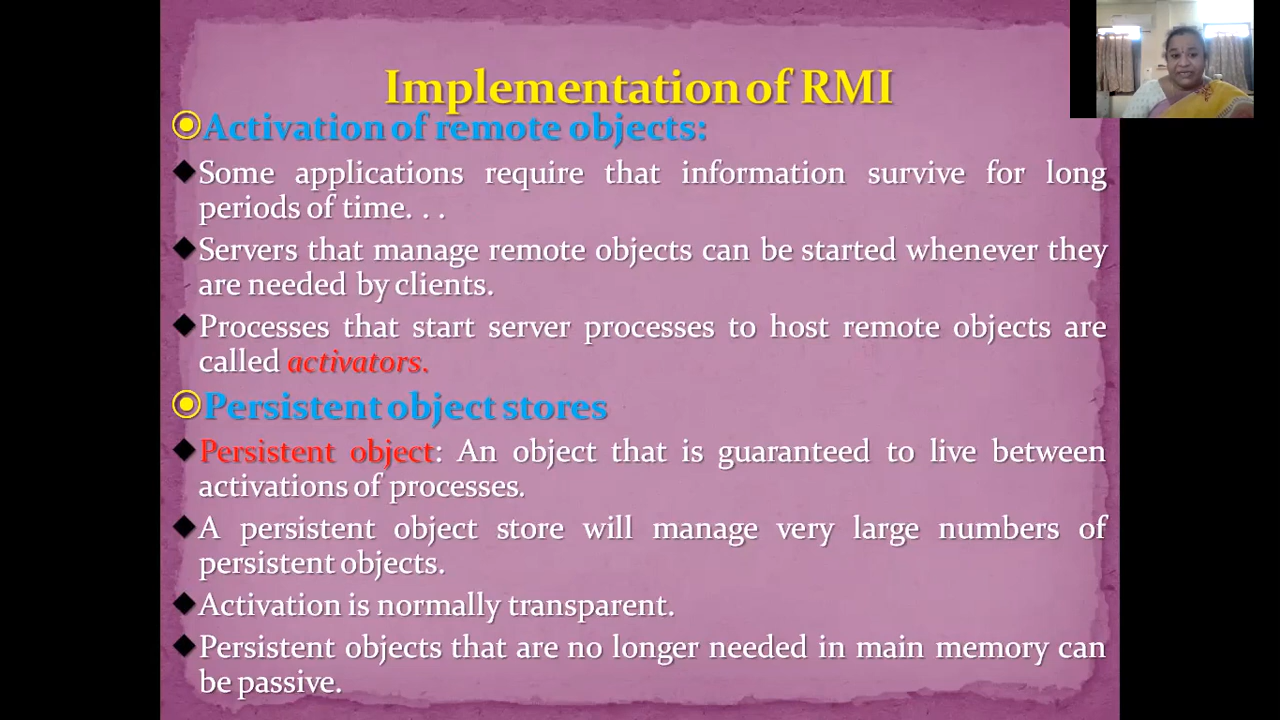 Implementation of RMI
Activation of remote objects:
Some applications require that information survive for long
periods of time. . .
Servers that manage remote objects can be started whenever they
are needed by clients.
Processes that start server processes to host remote objects are
called activators.
Persistent object stores
Persistent object: An object that is guaranteed to live between
activations of processes.
A persistent object store will manage very large numbers of
persistent objects.
Activation is normally transparent.
Persistent objects that are no longer needed in main memory can
be passive.